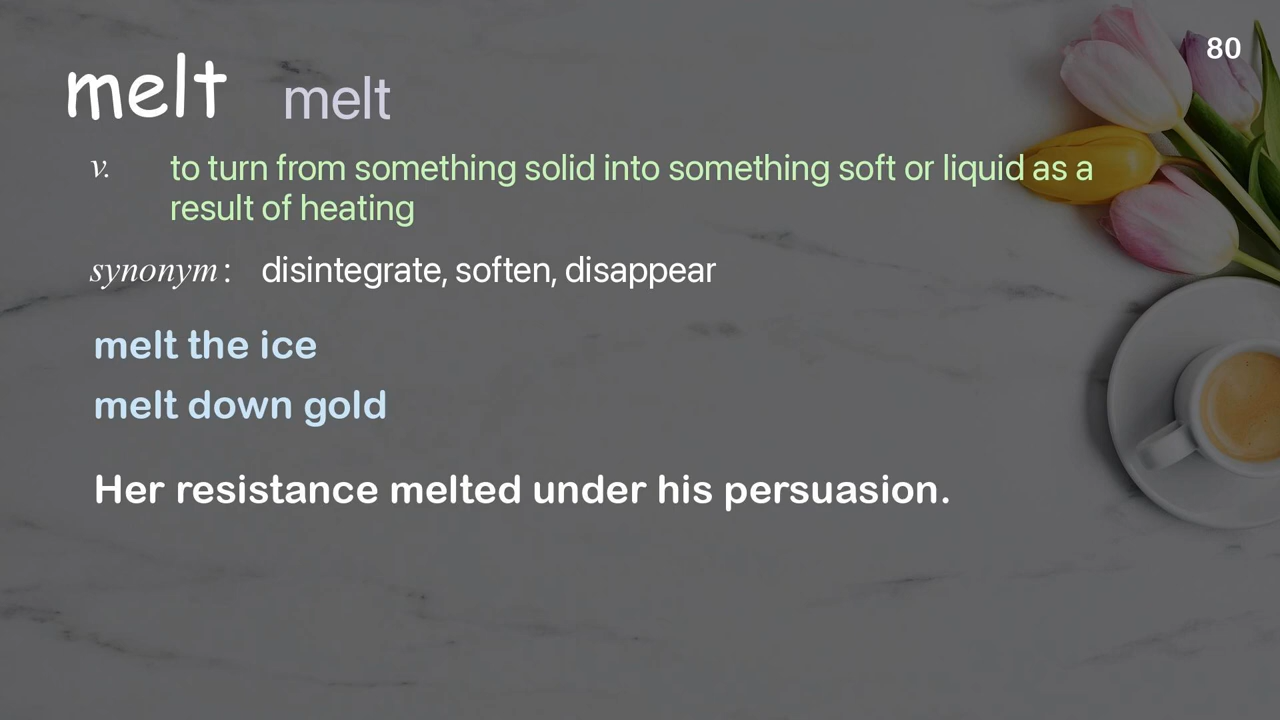 80
melt melt
v. to turn from something solid into something soft or liquid as a
result of heating
synonym: disintegrate, soften, disappear
melt the ice
melt down gold
Her resistance melted under his persuasion.